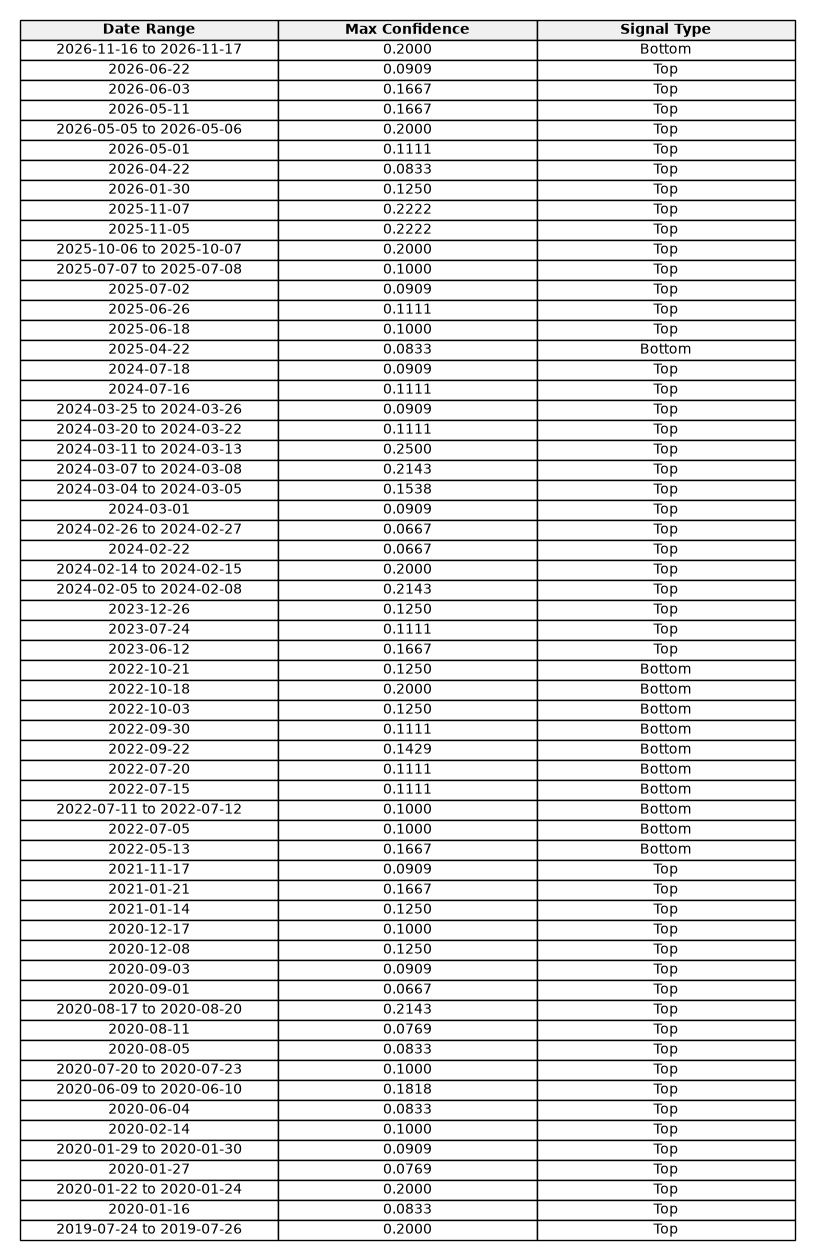 Date Range Max Confidence Signal Type
2026-11-16 to 2026-11-17 0.2000 Bottom
2026-06-22 0.0909 Top
2026-06-03 0.1667 Top
2026-05-11 0.1667 Top
2026-05-05 to 2026-05-06 0.2000 Top
2026-05-01 0.1111 Top
2026-04-22 0.0833 Top
2026-01-30 0.1250 Top
2025-11-07 0.2222 Top
2025-11-05 0.2222 Top
2025-10-06 to 2025-10-07 0.2000 Top
2025-07-07 to 2025-07-08 0.1000 Top
2025-07-02 0.0909 Top
2025-06-26 0.1111 Top
2025-06-18 0.1000 Top
2025-04-22 0.0833 Bottom
2024-07-18 0.0909 Top
2024-07-16 0.1111 Top
2024-03-25 to 2024-03-26 0.0909 Top
2024-03-20 to 2024-03-22 0.1111 Top
2024-03-11 to 2024-03-13 0.2500 Top
2024-03-07 to 2024-03-08 0.2143 Top
2024-03-04 to 2024-03-05 0.1538 Top
2024-03-01 0.0909 Top
2024-02-26 to 2024-02-27 0.0667 Top
2024-02-22 0.0667 Top
2024-02-14 to 2024-02-15 0.2000 Top
2024-02-05 to 2024-02-08 0.2143 Top
2023-12-26 0.1250 Top
2023-07-24 0.1111 Top
2023-06-12 0.1667 Top
2022-10-21 0.1250 Bottom
2022-10-18 0.2000 Bottom
2022-10-03 0.1250 Bottom
2022-09-30 0.1111 Bottom
2022-09-22 0.1429 Bottom
2022-07-20 0.1111 Bottom
2022-07-15 0.1111 Bottom
2022-07-11 to 2022-07-12 0.1000 Bottom
2022-07-05 0.1000 Bottom
2022-05-13 0.1667 Bottom
2021-11-17 0.0909 Top
2021-01-21 0.1667 Top
2021-01-14 0.1250 Top
2020-12-17 0.1000 Top
2020-12-08 0.1250 Top
2020-09-03 0.0909 Top
2020-09-01 0.0667 Top
2020-08-17 to 2020-08-20 0.2143 Top
2020-08-11 0.0769 Top
2020-08-05 0.0833 Top
2020-07-20 to 2020-07-23 0.1000 Top
2020-06-09 to 2020-06-10 0.1818 Top
2020-06-04 0.0833 Top
2020-02-14 0.1000 Top
2020-01-29 to 2020-01-30 0.0909 Top
2020-01-27 0.0769 Top
2020-01-22 to 2020-01-24 0.2000 Top
2020-01-16 0.0833 Top
2019-07-24 to 2019-07-26 0.2000 Top